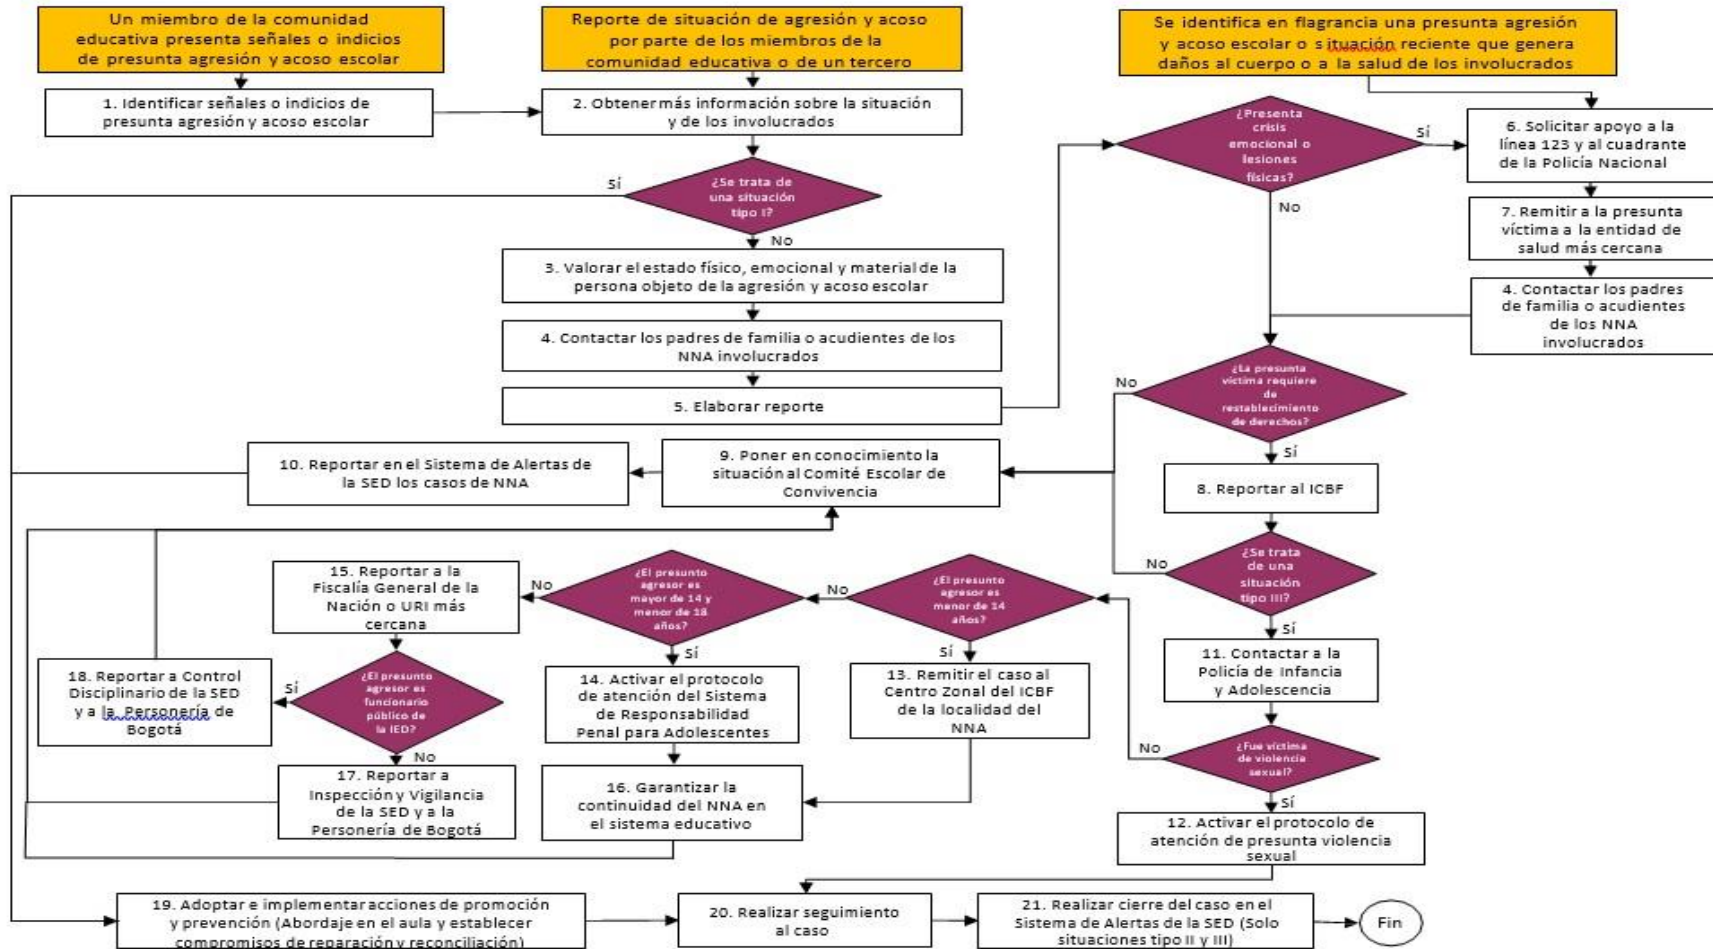 Un miembro de la comunidad
educativa presenta señales o indicios
de presunta agresión y acoso escolar
Reporte de situación de agresión y acoso
por parte de los miembros de la
comunidad educativa o de un tercero
Se identifica en flagrancia una presunta agresión
y acoso escolar o situación reciente que genera
daños al cuerpo o a la salud de los involucrados
1. Identificar señales o indicios de
presunta agresión y acoso escolar
2. Obtener más información sobre la situación
y de los involucrados
¿Presenta
crisis
emocional o
lesiones
físicas?
Sí
No
6. Solicitar apoyo a la
línea 123 y al cuadrante
de la Policía Nacional
¿Se trata de
una situación
tipo I?
Sí
No
7. Remitir a la presunta
víctima a la entidad de
salud más cercana
3. Valorar el estado físico, emocional y material de la
persona objeto de la agresión y acoso escolar
4. Contactar los padres
de familia o acudientes
de los NNA
involucrados
4. Contactar los padres de familia o acudientes de los
NNA involucrados
5. Elaborar reporte
¿La presunta
víctima requiere
de
restablecimiento
de derechos?
No
Sí
10. Reportar en el Sistema de Alertas de
la SED los casos de NNA
9. Poner en conocimiento la
situación al Comité Escolar de
Convivencia
8. Reportar al ICBF
¿Se trata
de una
situación
tipo III?
No
Sí
15. Reportar a la
Fiscalía General de la
Nación o URI más
cercana
No
¿El presunto
agresor es
mayor de 14 y
menor de 18
años?
Sí
No
¿El presunto
agresor es
menor de 14
años?
Sí
11. Contactar a la
Policía de Infancia
y Adolescencia
18. Reportar a Control
Disciplinario de la SED
y a la Personería de
Bogotá
Sí
¿El presunto
agresor es
funcionario
público de
la IED?
No
14. Activar el protocolo
de atención del Sistema
de Responsabilidad
Penal para Adolescentes
13. Remitir el caso al
Centro Zonal del ICBF
de la localidad del
NNA
No
¿Fue víctima
de violencia
sexual?
Sí
17. Reportar a
Inspección y Vigilancia
de la SED y a la
Personería de Bogotá
16. Garantizar la
continuidad del NNA en
el sistema educativo
12. Activar el protocolo de
atención de presunta violencia
sexual
19. Adoptar e implementar acciones de promoción
y prevención (Abordaje en el aula y establecer
compromisos de reparación y reconciliación)
20. Realizar seguimiento
al caso
21. Realizar cierre del caso en el
Sistema de Alertas de la SED (Solo
situaciones tipo II y III)
Fin